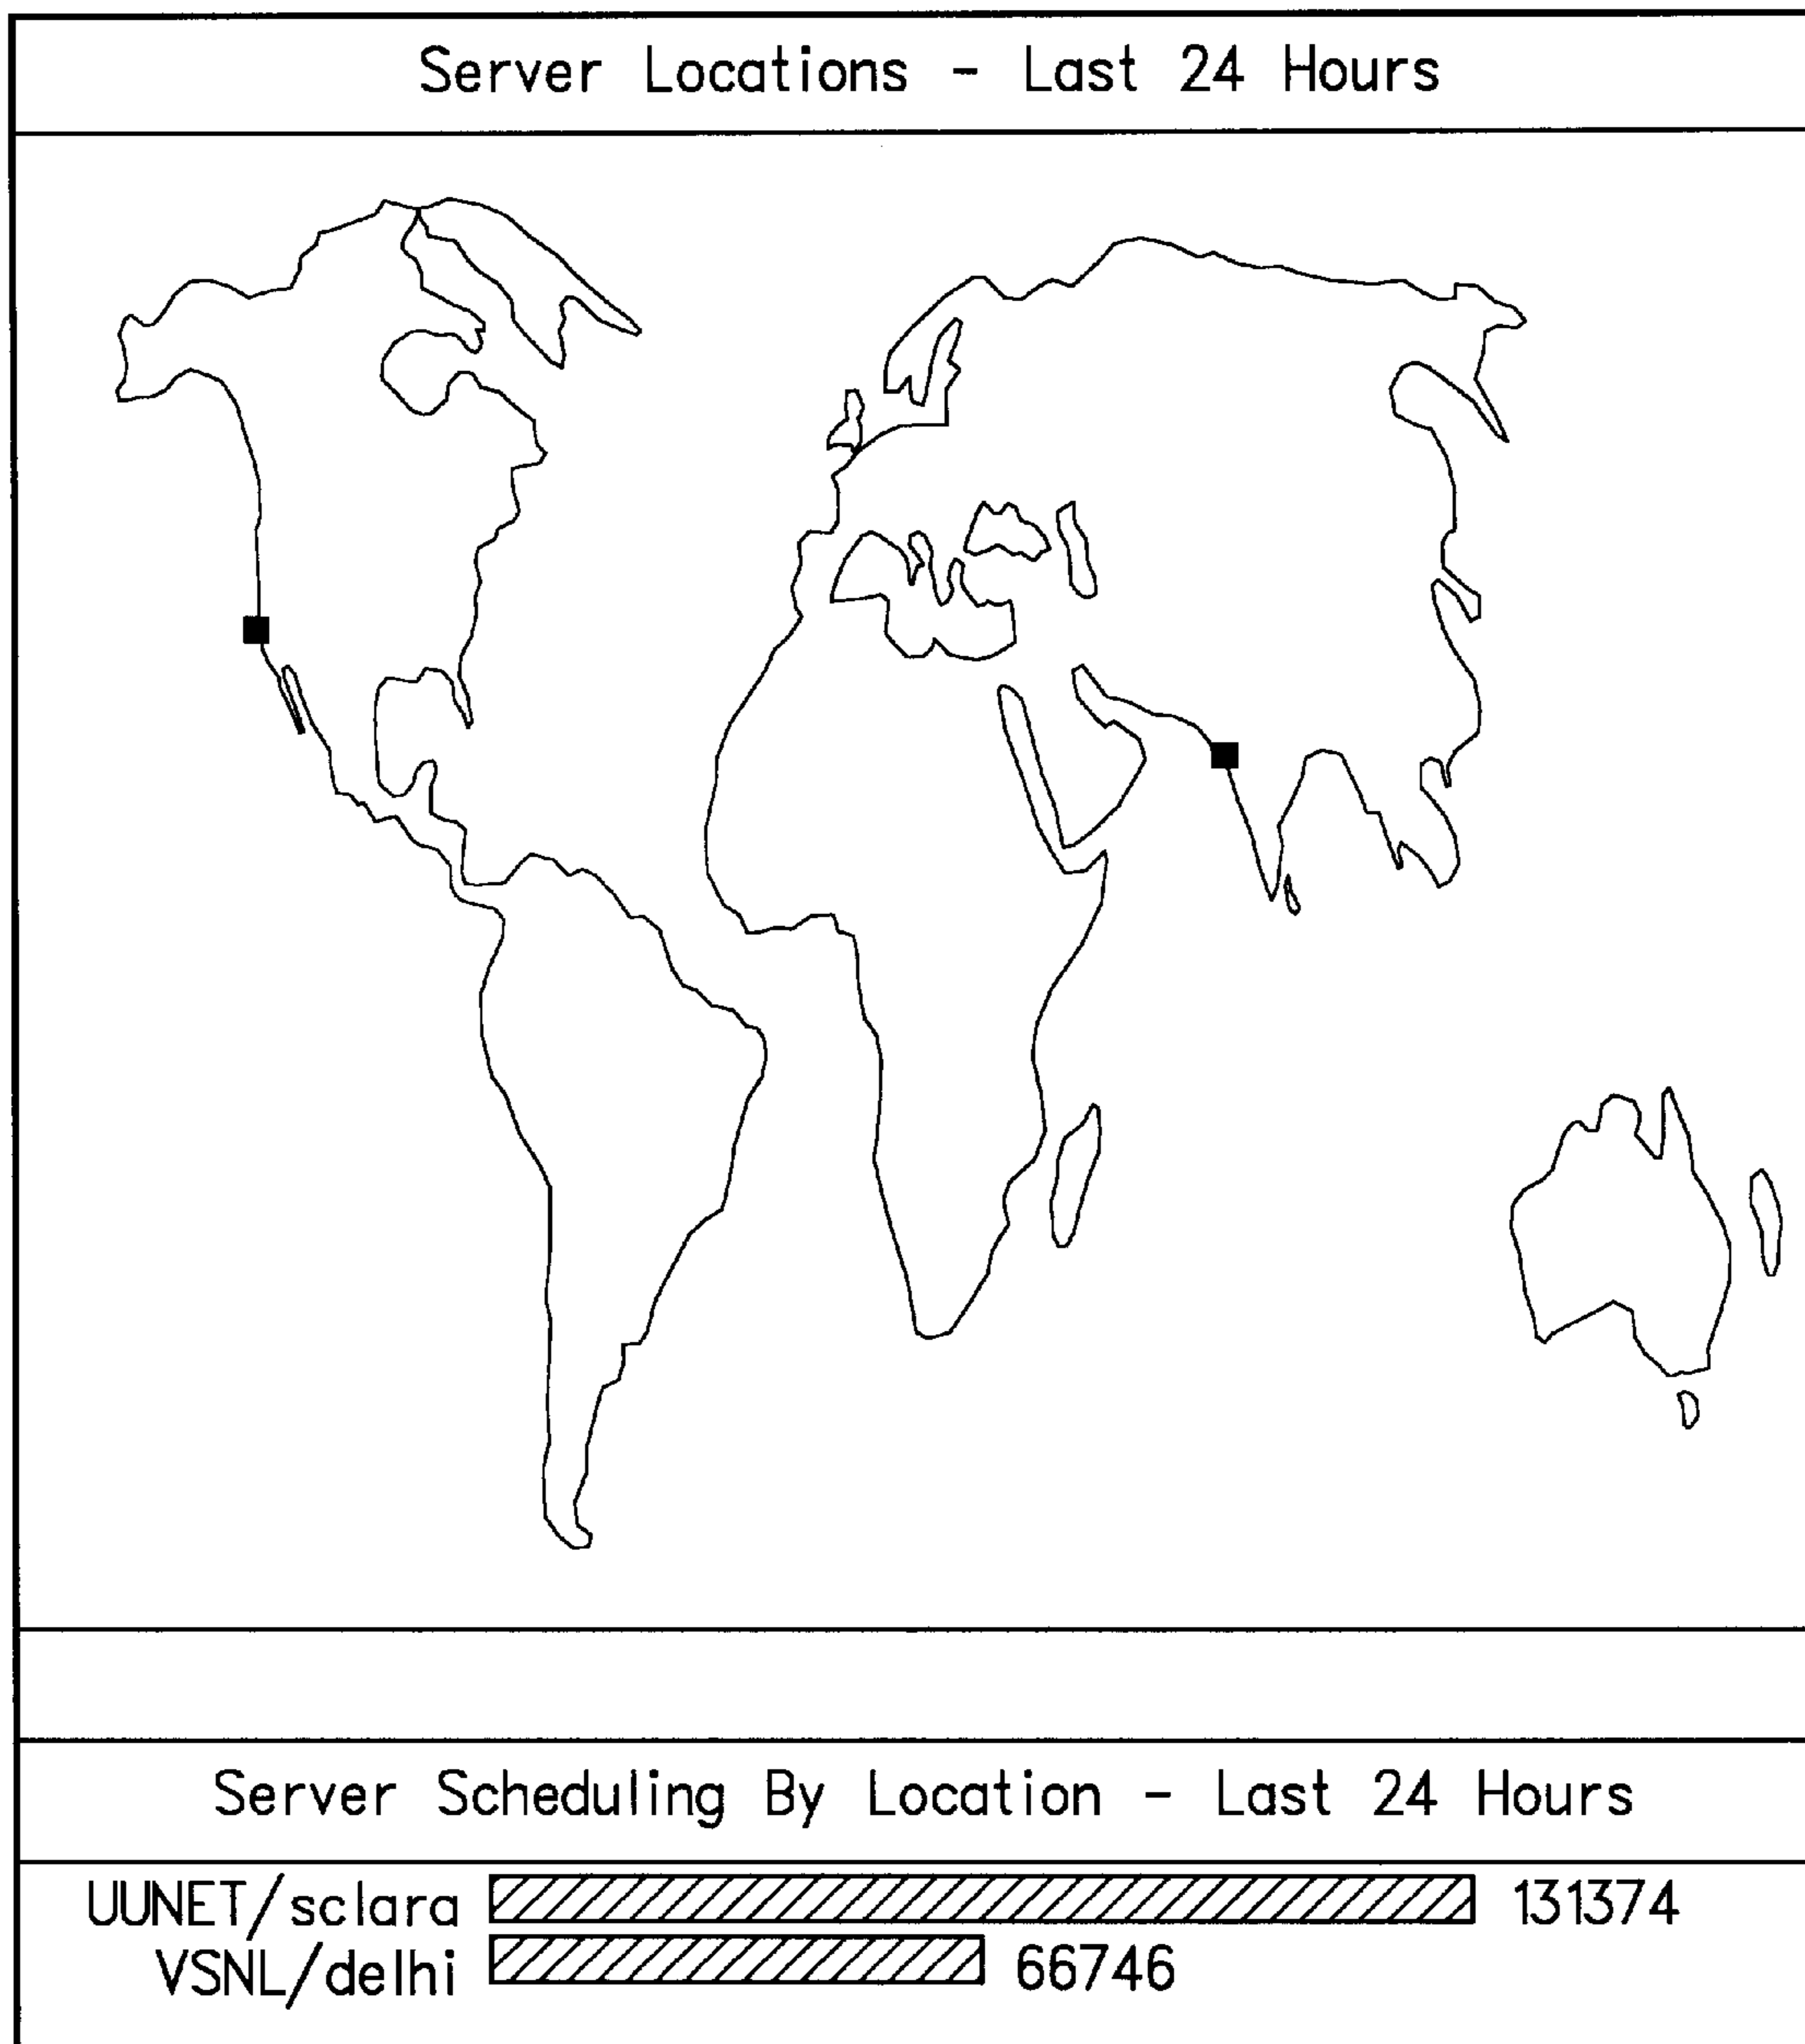 Server Locations - Last 24 Hours
Server Scheduling By Location - Last 24 Hours
UUNET/sclara 131374
VSNL/delhi 66746